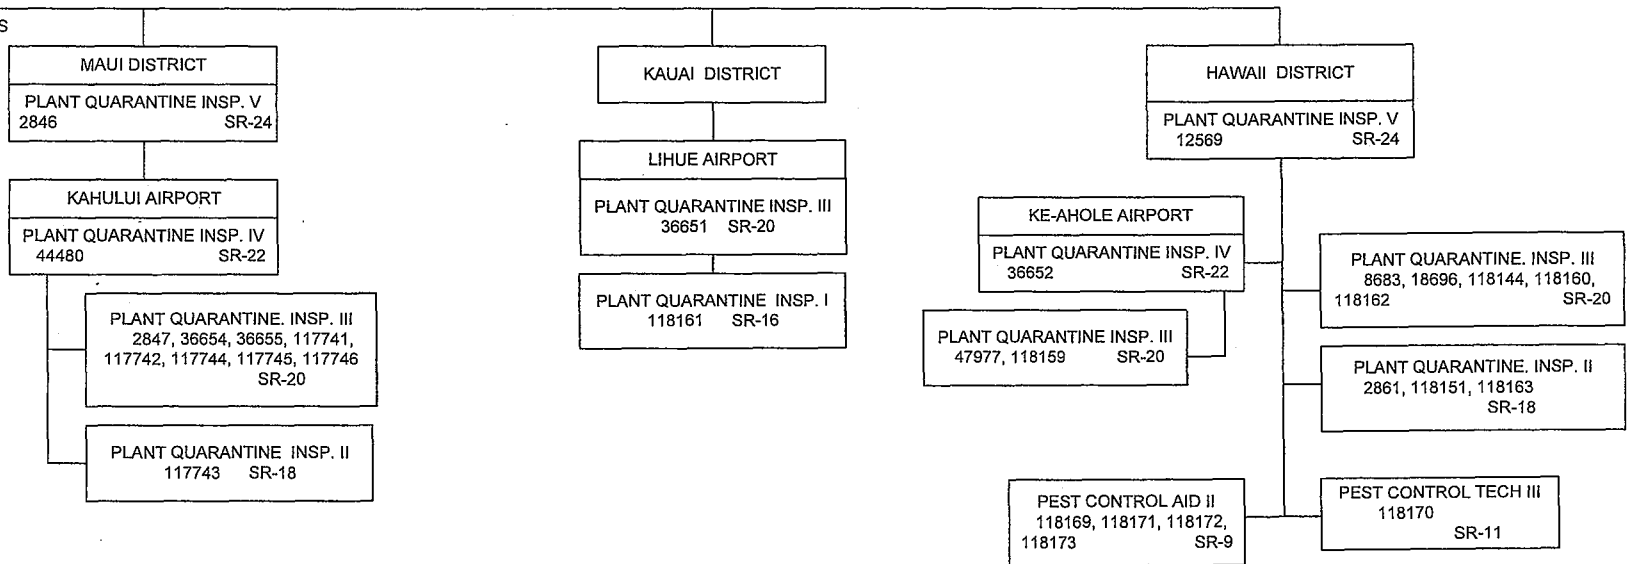 S
MAUI DISTRICT
PLANT QUARANTINE INSP. V
2846 SR-24
KAHULUI AIRPORT
PLANT QUARANTINE INSP. IV
44480 SR-22
PLANT QUARANTINE. INSP. III
2847, 36654, 36655, 117741,
117742, 117744, 117745, 117746
SR-20
PLANT QUARANTINE INSP. II
117743 SR-18
KAUAI DISTRICT
LIHUE AIRPORT
PLANT QUARANTINE INSP. III
36651 SR-20
PLANT QUARANTINE INSP. I
118161 SR-16
HAWAII DISTRICT
PLANT QUARANTINE INSP. V
12569 SR-24
KE-AHOLE AIRPORT
PLANT QUARANTINE INSP. IV
36652 SR-22
PLANT QUARANTINE INSP. III
47977, 118159 SR-20
PLANT QUARANTINE. INSP. III
8683, 18696, 118144, 118160,
118162 SR-20
PLANT QUARANTINE. INSP. II
2861, 118151, 118163
SR-18
PEST CONTROL AID II
118169, 118171, 118172,
118173 SR-9
PEST CONTROL TECH III
118170
SR-11